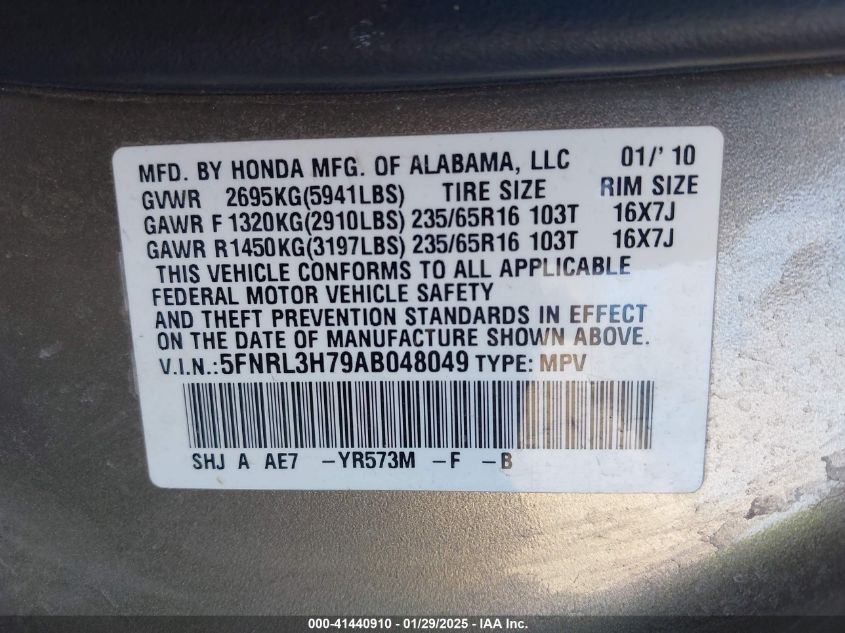 MFD. BY HONDA MFG. OF ALABAMA, LLC 01/'10
GVWR 2695KG(5941LBS) TIRE SIZE RIM SIZE
GAWR F 1320KG(2910LBS) 235/65R16 103T 16X7J
GAWR R1450KG(3197LBS) 235/65R16 103T 16X7J
THIS VEHICLE CONFORMS TO ALL APPLICABLE
FEDERAL MOTOR VEHICLE SAFETY
AND THEFT PREVENTION STANDARDS IN EFFECT
ON THE DATE OF MANUFACTURE SHOWN ABOVE.
V.I.N.:5FNRL3H79AB048049 TYPE: MPV
SHJ A AE7 -YR573M -F -B
000-41440910 - 01/29/2025 - IAA Inc.